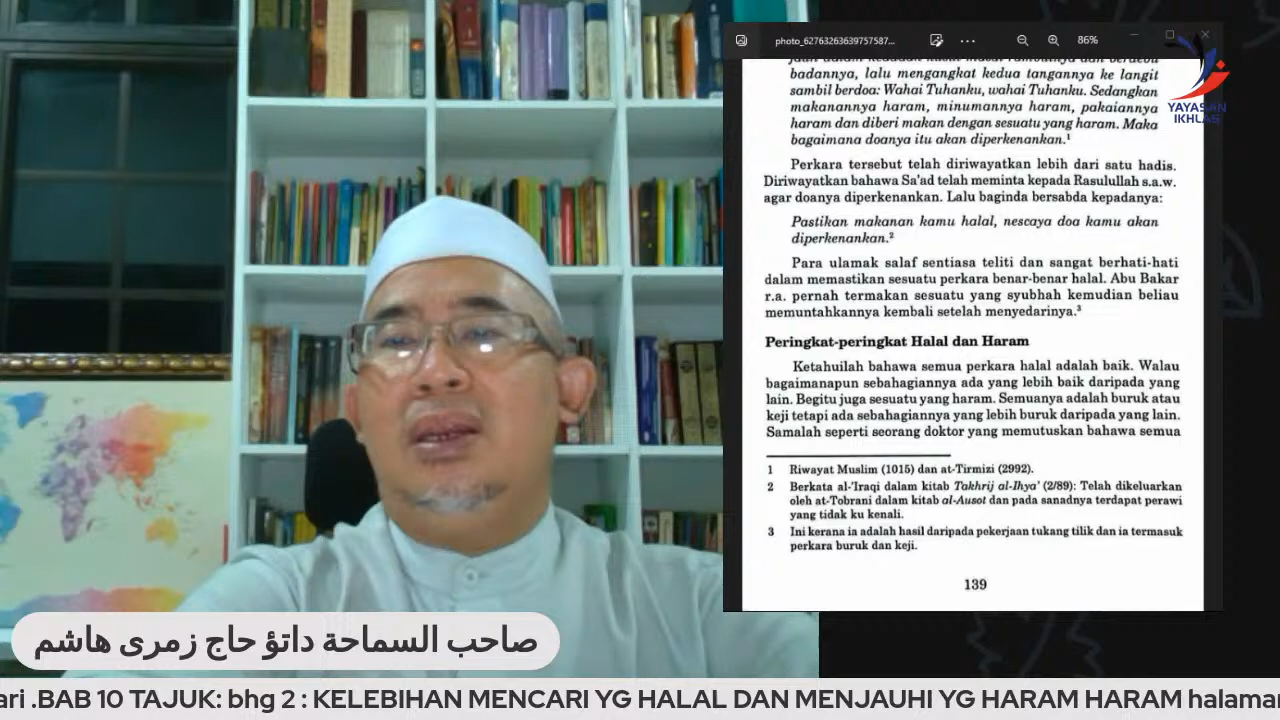 photo_62763263639757587...
86%
YAYASAN
IKHLAS
badannya, lalu mengangkat kedua tangannya ke langit
sambil berdoa: Wahai Tuhanku, wahai Tuhanku. Sedangkan
makanannya haram, minumannya haram, pakaiannya
haram dan diberi makan dengan sesuatu yang haram. Maka
bagaimana doanya itu akan diperkenankan.¹
Perkara tersebut telah diriwayatkan lebih dari satu hadis.
Diriwayatkan bahawa Sa'ad telah meminta kepada Rasulullah s.a.w.
agar doanya diperkenankan. Lalu baginda bersabda kepadanya:
Pastikan makanan kamu halal, nescaya doa kamu akan
diperkenankan.²
Para ulamak salaf sentiasa teliti dan sangat berhati-hati
dalam memastikan sesuatu perkara benar-benar halal. Abu Bakar
r.a. pernah termakan sesuatu yang syubhah kemudian beliau
memuntahkannya kembali setelah menyedarinya.³
Peringkat-peringkat Halal dan Haram
Ketahuilah bahawa semua perkara halal adalah baik. Walau
bagaimanapun sebahagiannya ada yang lebih baik daripada yang
lain. Begitu juga sesuatu yang haram. Semuanya adalah buruk atau
keji tetapi ada sebahagiannya yang lebih buruk daripada yang lain.
Samalah seperti seorang doktor yang memutuskan bahawa semua
1 Riwayat Muslim (1015) dan at-Tirmizi (2992).
2 Berkata al-'Iraqi dalam kitab Takhrij al-Ihya' (2/89): Telah dikeluarkan
oleh at-Tobrani dalam kitab al-Ausot dan pada sanadnya terdapat perawi
yang tidak ku kenali.
3 Ini kerana ia adalah hasil daripada pekerjaan tukang tilik dan ia termasuk
perkara buruk dan keji.
139
صاحب السماحة داتؤ حاج زمرى هاشم
ari .BAB 10 TAJUK: bhg 2 : KELEBIHAN MENCARI YG HALAL DAN MENJAUHI YG HARAM HARAM halaman